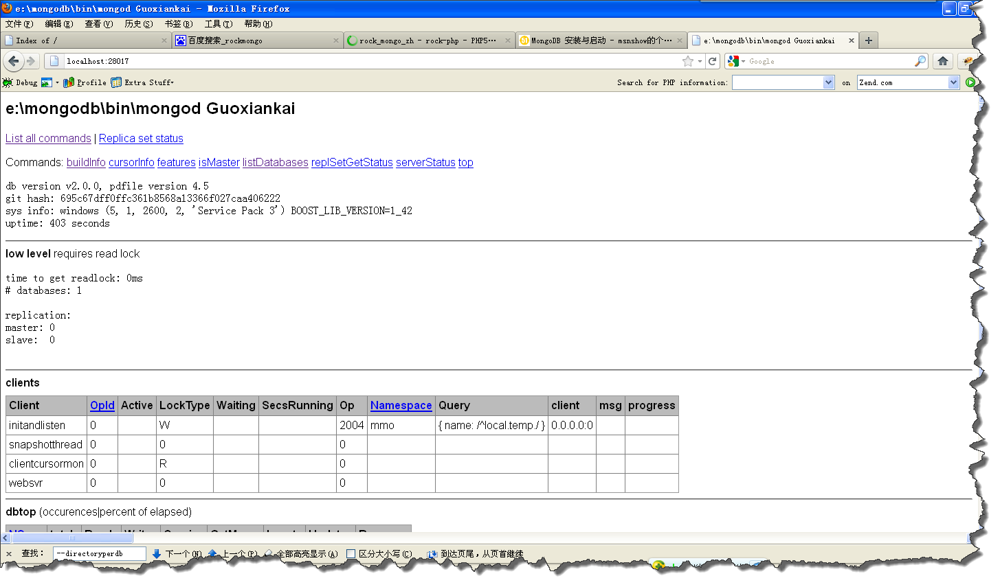 e:\mongodb\bin\mongod Guoxiankai - Mozilla Firefox
文件(F) 编辑(E) 查看(V) 历史(S) 书签(B) 工具(T) 帮助(H)
Index of / 百度搜索_rockmongo rock_mongo_zh - rock-php - PHP5··· MongoDB 安装与启动 - msnshow的个··· e:\mongodb\bin\mongod Guoxiankai
localhost:28017 Google
Debug Profile Extra Stuff Search for PHP information: on Zend.com
e:\mongodb\bin\mongod Guoxiankai
List all commands | Replica set status
Commands: buildInfo cursorInfo features isMaster listDatabases replSetGetStatus serverStatus top
db version v2.0.0, pdfile version 4.5
git hash: 695c67dff0ffc361b8568a13366f027caa406222
sys info: windows (5, 1, 2600, 2, 'Service Pack 3') BOOST_LIB_VERSION=1_42
uptime: 403 seconds
low level requires read lock
time to get readlock: 0ms
# databases: 1
replication:
master: 0
slave: 0
clients
Client OpId Active LockType Waiting SecsRunning Op Namespace Query client msg progress
initandlisten 0 W 2004 mmo { name: /^local.temp./ } 0.0.0.0:0
snapshotthread 0 0 0
clientcursormon 0 R 0
websvr 0 0 0
dbtop (occurences|percent of elapsed)
查找: --directoryperdb 下一个(N) 上一个(P) 全部高亮显示(A) 区分大小写(C) 到达页尾，从页首继续